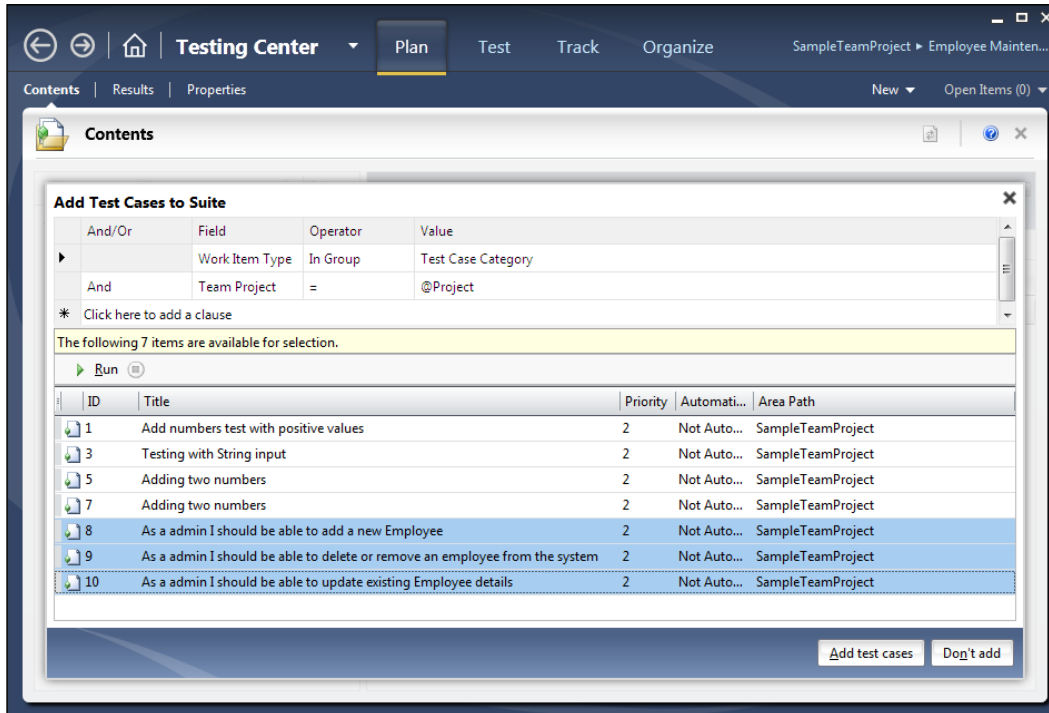 Testing Center Plan Test Track Organize SampleTeamProject ▸ Employee Mainten...
Contents | Results | Properties New Open Items (0)
Contents
Add Test Cases to Suite
And/Or Field Operator Value
Work Item Type In Group Test Case Category
And Team Project = @Project
* Click here to add a clause
The following 7 items are available for selection.
Run
ID Title Priority Automati... Area Path
1 Add numbers test with positive values 2 Not Auto... SampleTeamProject
3 Testing with String input 2 Not Auto... SampleTeamProject
5 Adding two numbers 2 Not Auto... SampleTeamProject
7 Adding two numbers 2 Not Auto... SampleTeamProject
8 As a admin I should be able to add a new Employee 2 Not Auto... SampleTeamProject
9 As a admin I should be able to delete or remove an employee from the system 2 Not Auto... SampleTeamProject
10 As a admin I should be able to update existing Employee details 2 Not Auto... SampleTeamProject
Add test cases Don't add